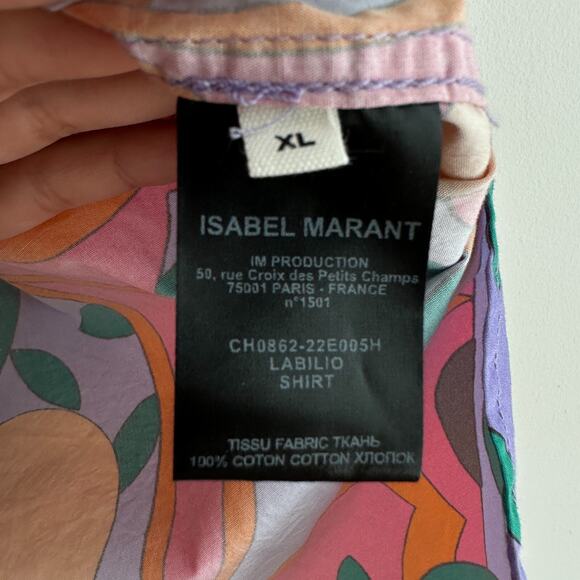 XL
ISABEL MARANT
IM PRODUCTION
50, rue Croix des Petits Champs
75001 PARIS - FRANCE
n°1501
CH0862-22E005H
LABILIO
SHIRT
TISSU FABRIC ТКАНЬ
100% COTON COTTON ХЛОПОК